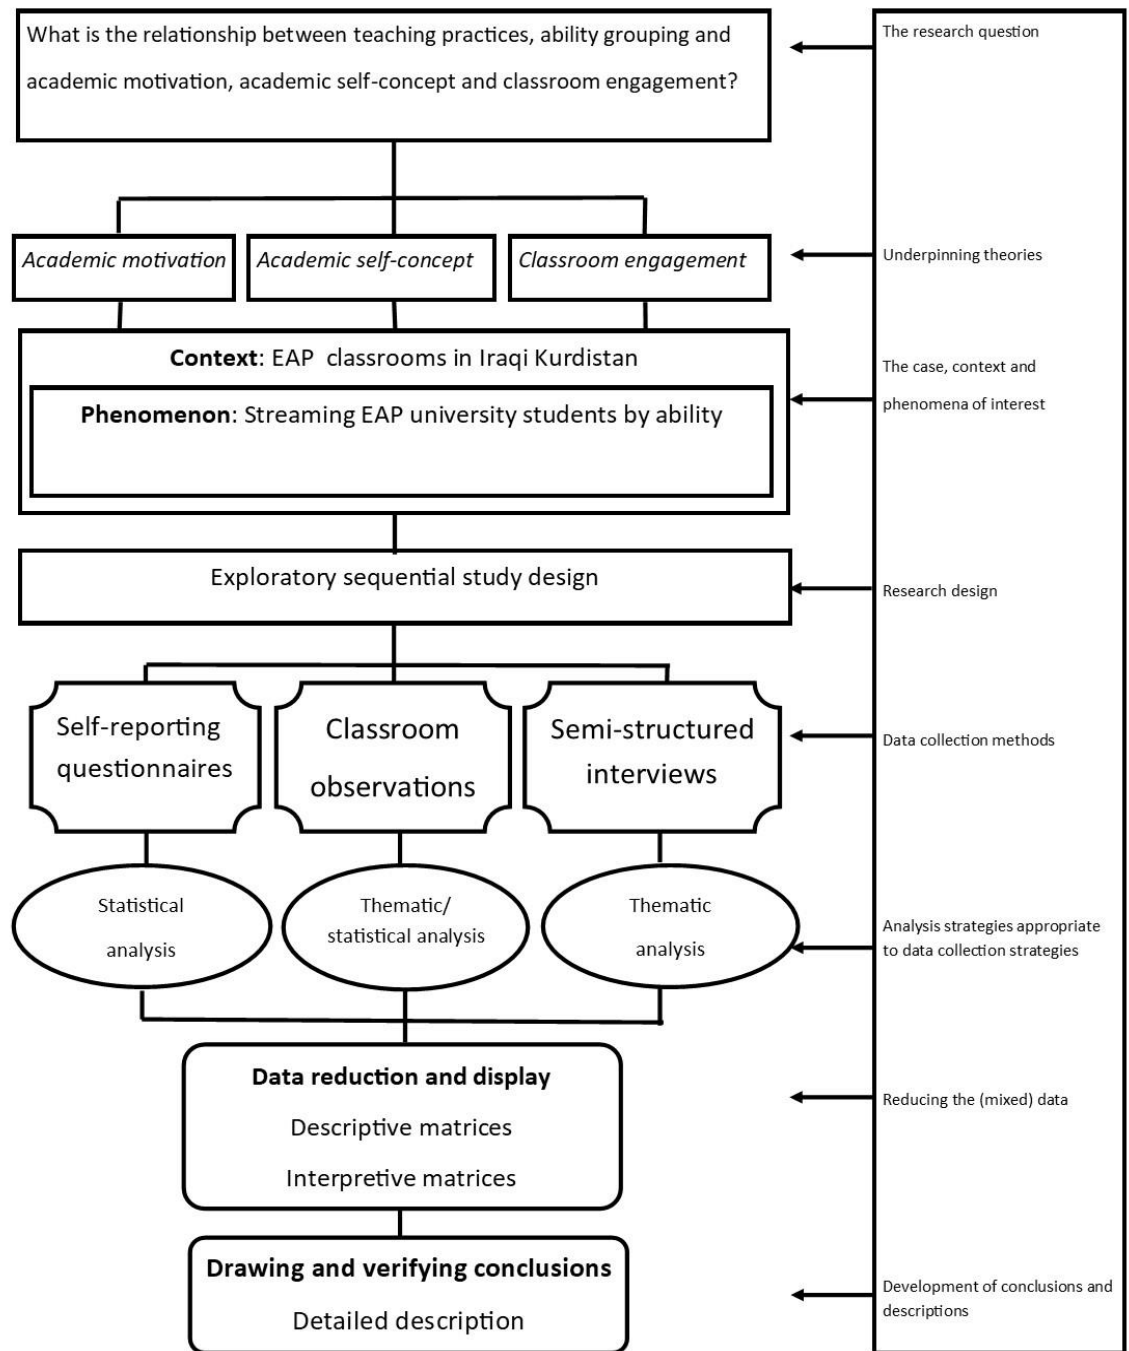 What is the relationship between teaching practices, ability grouping and
academic motivation, academic self-concept and classroom engagement?
The research question
Academic motivation
Academic self-concept
Classroom engagement
Underpinning theories
Context: EAP classrooms in Iraqi Kurdistan
Phenomenon: Streaming EAP university students by ability
The case, context and
phenomena of interest
Exploratory sequential study design
Research design
Self-reporting
questionnaires
Classroom
observations
Semi-structured
interviews
Data collection methods
Statistical
analysis
Thematic/
statistical analysis
Thematic
analysis
Analysis strategies appropriate
to data collection strategies
Data reduction and display
Descriptive matrices
Interpretive matrices
Reducing the (mixed) data
Drawing and verifying conclusions
Detailed description
Development of conclusions and
descriptions